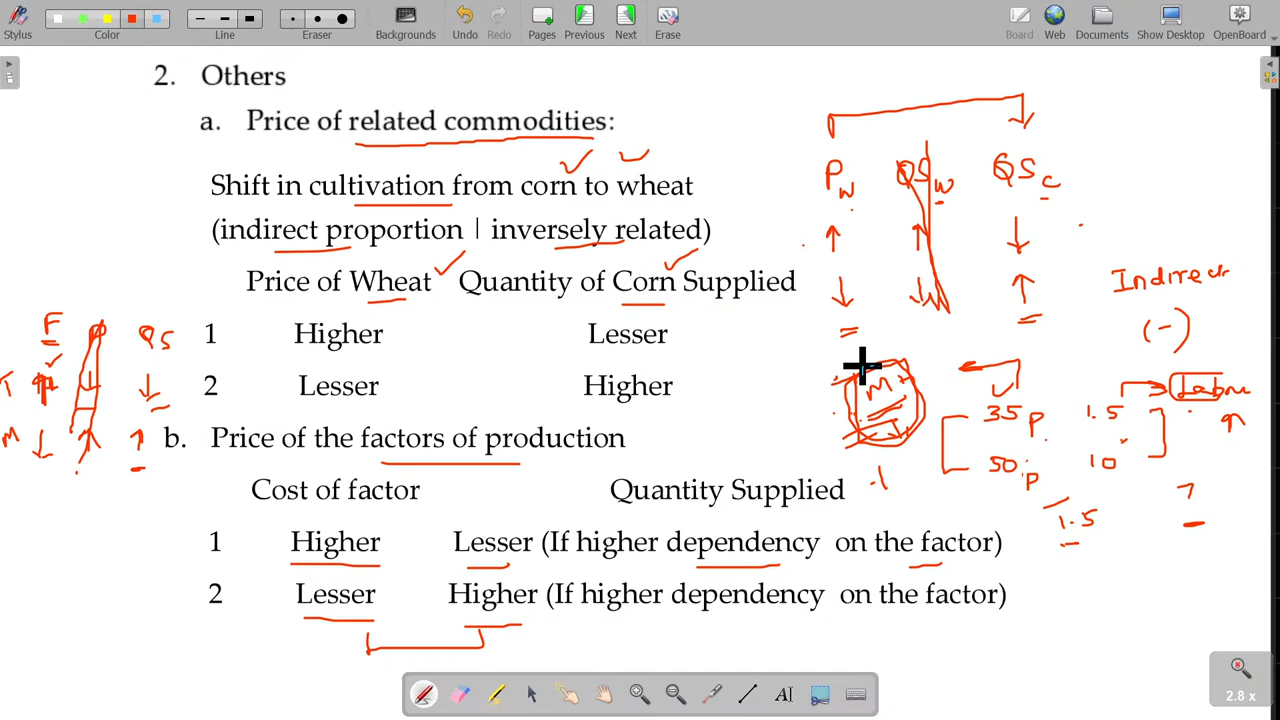 Stylus Color Line Eraser Backgrounds Undo Redo Pages Previous Next Erase Board Web Documents Show Desktop OpenBoard
2. Others
a. Price of related commodities:
Shift in cultivation from corn to wheat
(indirect proportion | inversely related)
Price of Wheat Quantity of Corn Supplied
1 Higher Lesser
2 Lesser Higher
b. Price of the factors of production
Cost of factor Quantity Supplied
1 Higher Lesser (If higher dependency on the factor)
2 Lesser Higher (If higher dependency on the factor)
P W QS W QS C
Indirect
(-)
F QS
M
35 P 1.5
50 P 10
1.5
AI
2.8 x